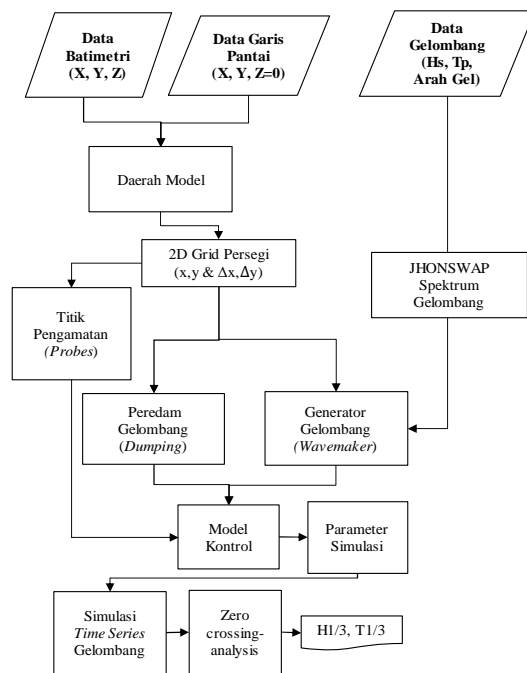 Data
Batimetri
(X, Y, Z)
Data Garis
Pantai
(X, Y, Z=0)
Data
Gelombang
(Hs, Tp,
Arah Gel)
Daerah Model
2D Grid Persegi
(x,y & Δx,Δy)
JHONSWAP
Spektrum
Gelombang
Titik
Pengamatan
(Probes)
Peredam
Gelombang
(Dumping)
Generator
Gelombang
(Wavemaker)
Model
Kontrol
Parameter
Simulasi
Simulasi
Time Series
Gelombang
Zero
crossing-
analysis
H1/3, T1/3